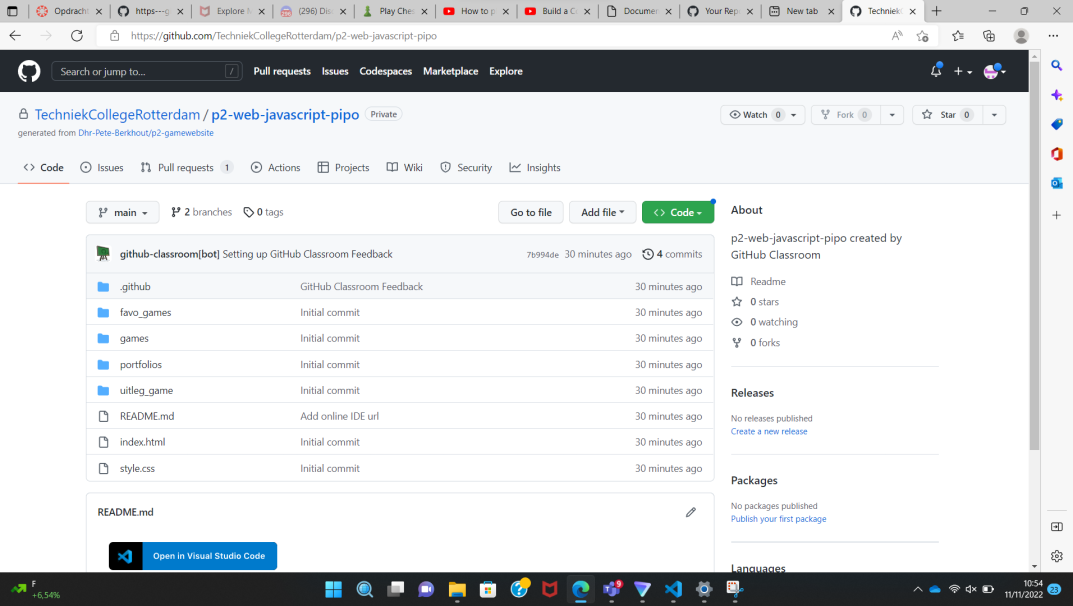 Opdracht
https---g
Explore M
(296) Dis
Play Ches
How to p
Build a C
Documen
Your Rep
New tab
Techniek
https://github.com/TechniekCollegeRotterdam/p2-web-javascript-pipo
Search or jump to... /
Pull requests Issues Codespaces Marketplace Explore
TechniekCollegeRotterdam / p2-web-javascript-pipo Private
Watch 0 Fork 0 Star 0
generated from Dhr-Pete-Berkhout/p2-gamewebsite
Code Issues Pull requests 1 Actions Projects Wiki Security Insights
main 2 branches 0 tags Go to file Add file Code
github-classroom[bot] Setting up GitHub Classroom Feedback 7b994de 30 minutes ago 4 commits
.github GitHub Classroom Feedback 30 minutes ago
favo_games Initial commit 30 minutes ago
games Initial commit 30 minutes ago
portfolios Initial commit 30 minutes ago
uitleg_game Initial commit 30 minutes ago
README.md Add online IDE url 30 minutes ago
index.html Initial commit 30 minutes ago
style.css Initial commit 30 minutes ago
README.md
Open in Visual Studio Code
About
p2-web-javascript-pipo created by
GitHub Classroom
Readme
0 stars
0 watching
0 forks
Releases
No releases published
Create a new release
Packages
No packages published
Publish your first package
Languages
F
+6,54%
9
10:54
11/11/2022
23